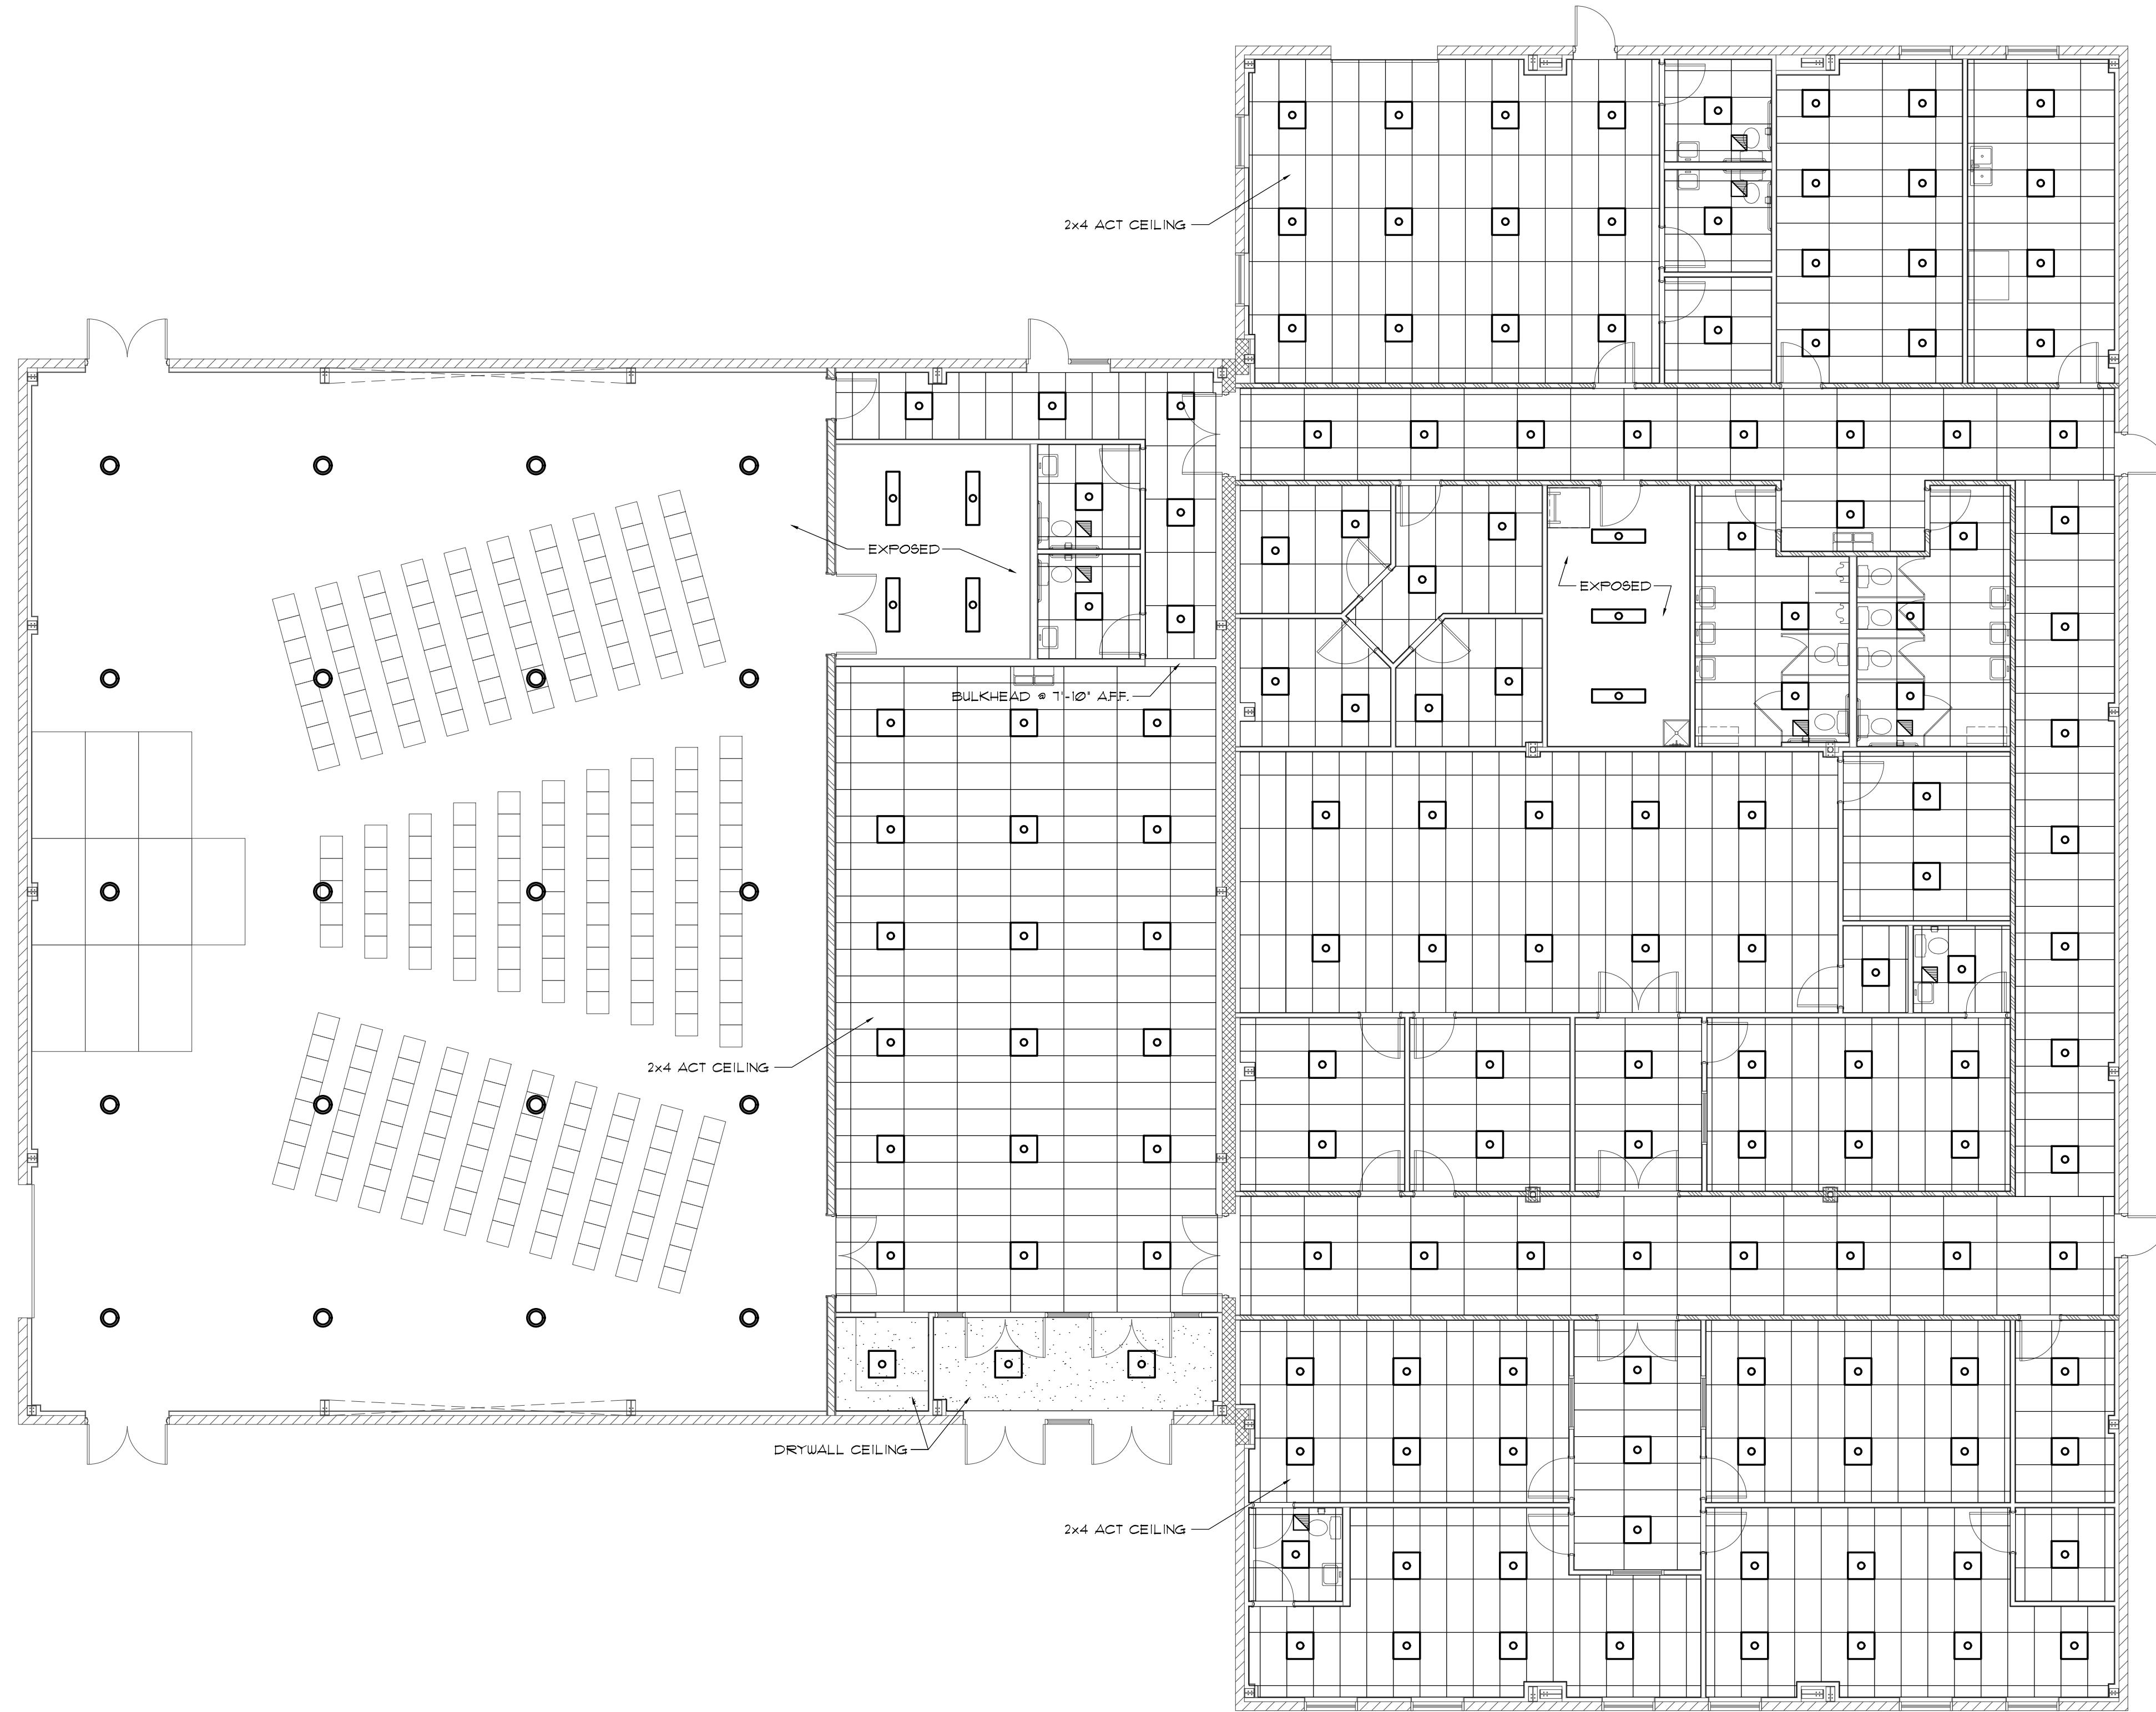 2x4 ACT CEILING
EXPOSED
EXPOSED
BULKHEAD @ 7'-10" A.F.F.
2x4 ACT CEILING
DRYWALL CEILING
2x4 ACT CEILING